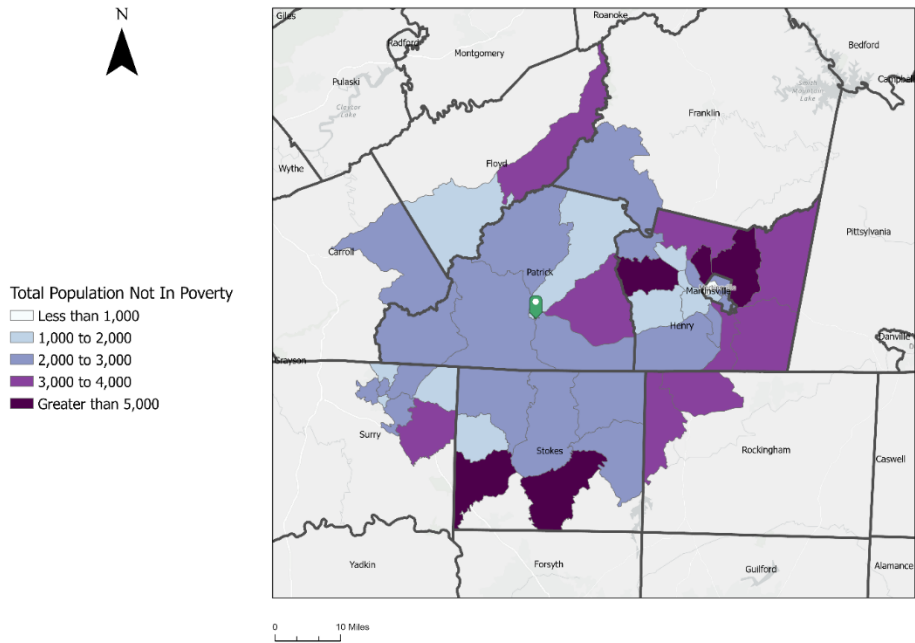 N
Total Population Not In Poverty
Less than 1,000
1,000 to 2,000
2,000 to 3,000
3,000 to 4,000
Greater than 5,000
Giles
Roanoke
Radford
Montgomery
Bedford
Pulaski
Claytor
Lake
Smith
Mountain
Lake
Campbell
Franklin
Wythe
Floyd
Pittsylvania
Carroll
Patrick
Martinsville
Henry
Danville
Grayson
Surry
Stokes
Rockingham
Caswell
Yadkin
Forsyth
Guilford
Alamance
0 10 Miles